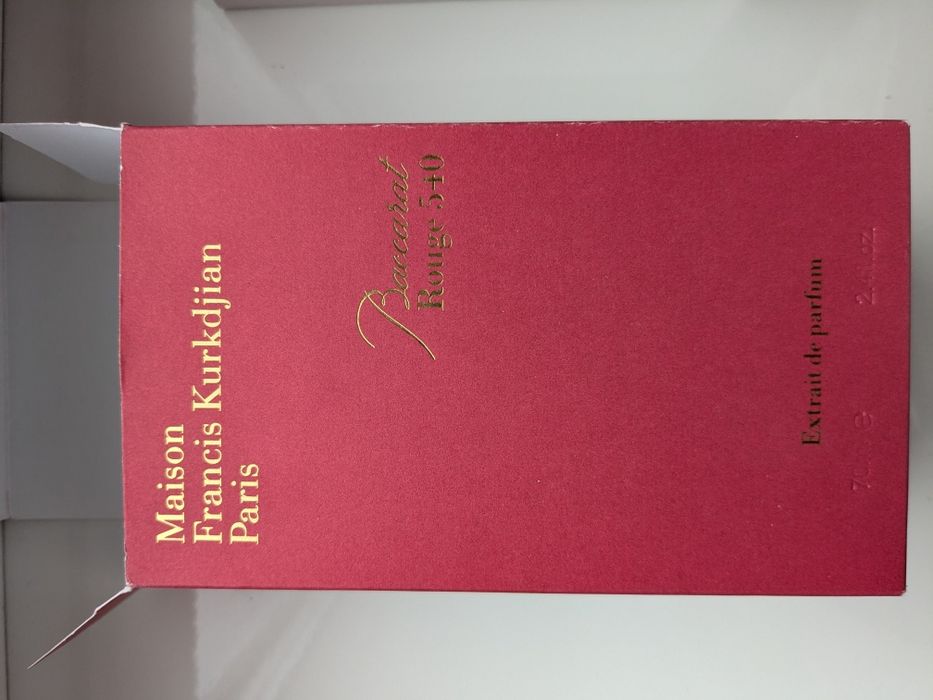 Maison
Francis Kurkdjian
Paris
Baccarat
Rouge 540
Extrait de parfum
℮